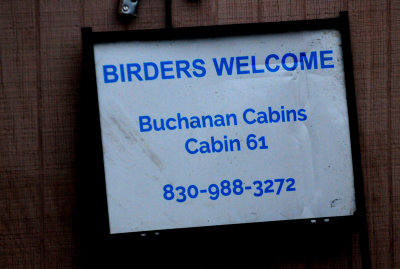 BIRDERS WELCOME
Buchanan Cabins
Cabin 61
830-988-3272